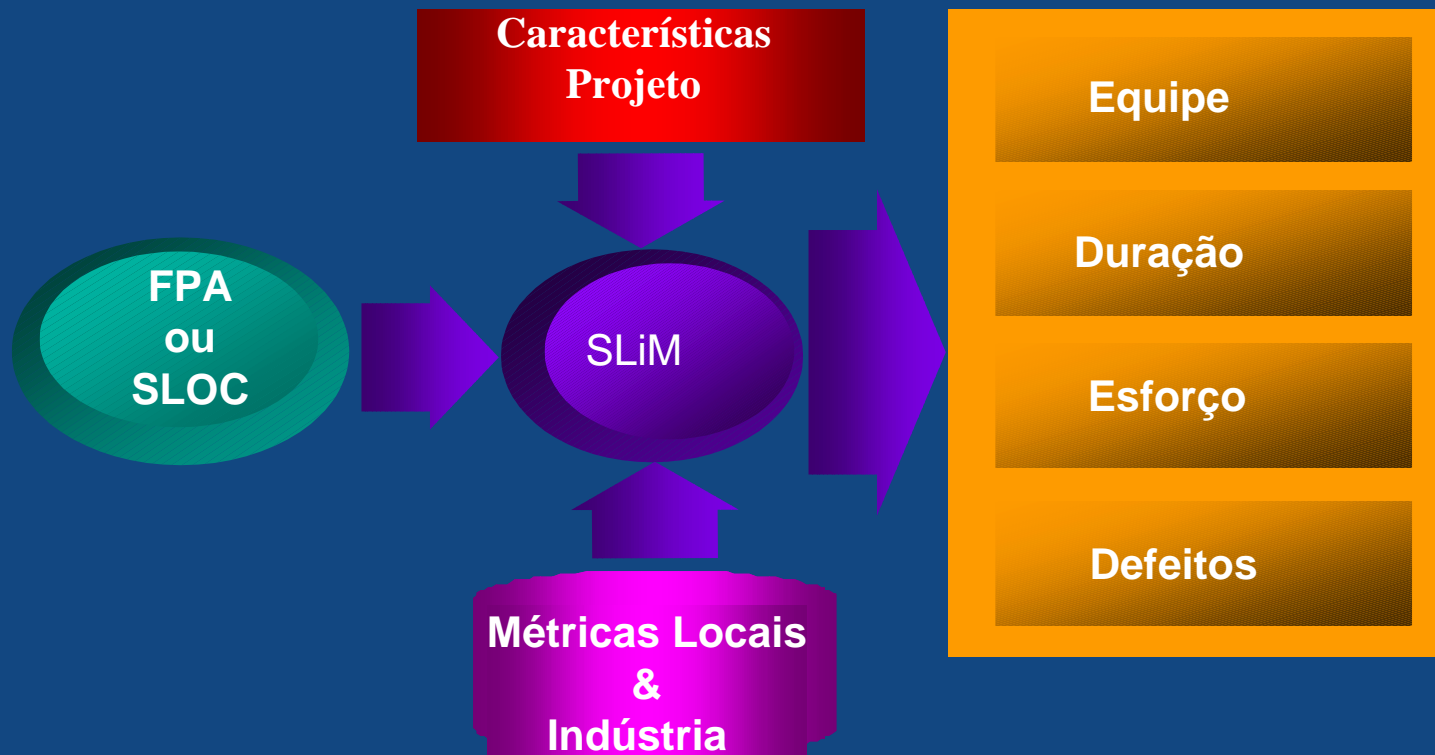 Características
Projeto
FPA
ou
SLOC
SLiM
Métricas Locais
&
Indústria
Equipe
Duração
Esforço
Defeitos